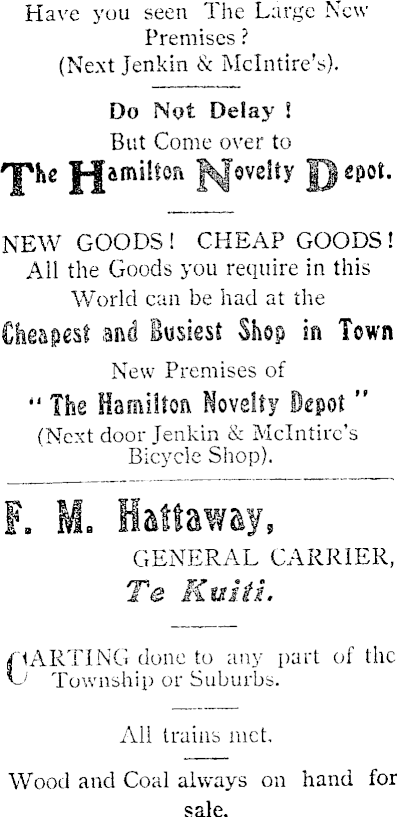 Have you seen The Large New
Premises?
(Next Jenkin & McIntire's).
Do Not Delay!
But Come over to
The Hamilton Novelty Depot.
NEW GOODS! CHEAP GOODS!
All the Goods you require in this
World can be had at the
Cheapest and Busiest Shop in Town
New Premises of
"The Hamilton Novelty Depot"
(Next door Jenkin & McIntire's
Bicycle Shop).
F. M. Hattaway,
GENERAL CARRIER,
Te Kuiti.
CARTING done to any part of the
Township or Suburbs.
All trains met.
Wood and Coal always on hand for
sale.